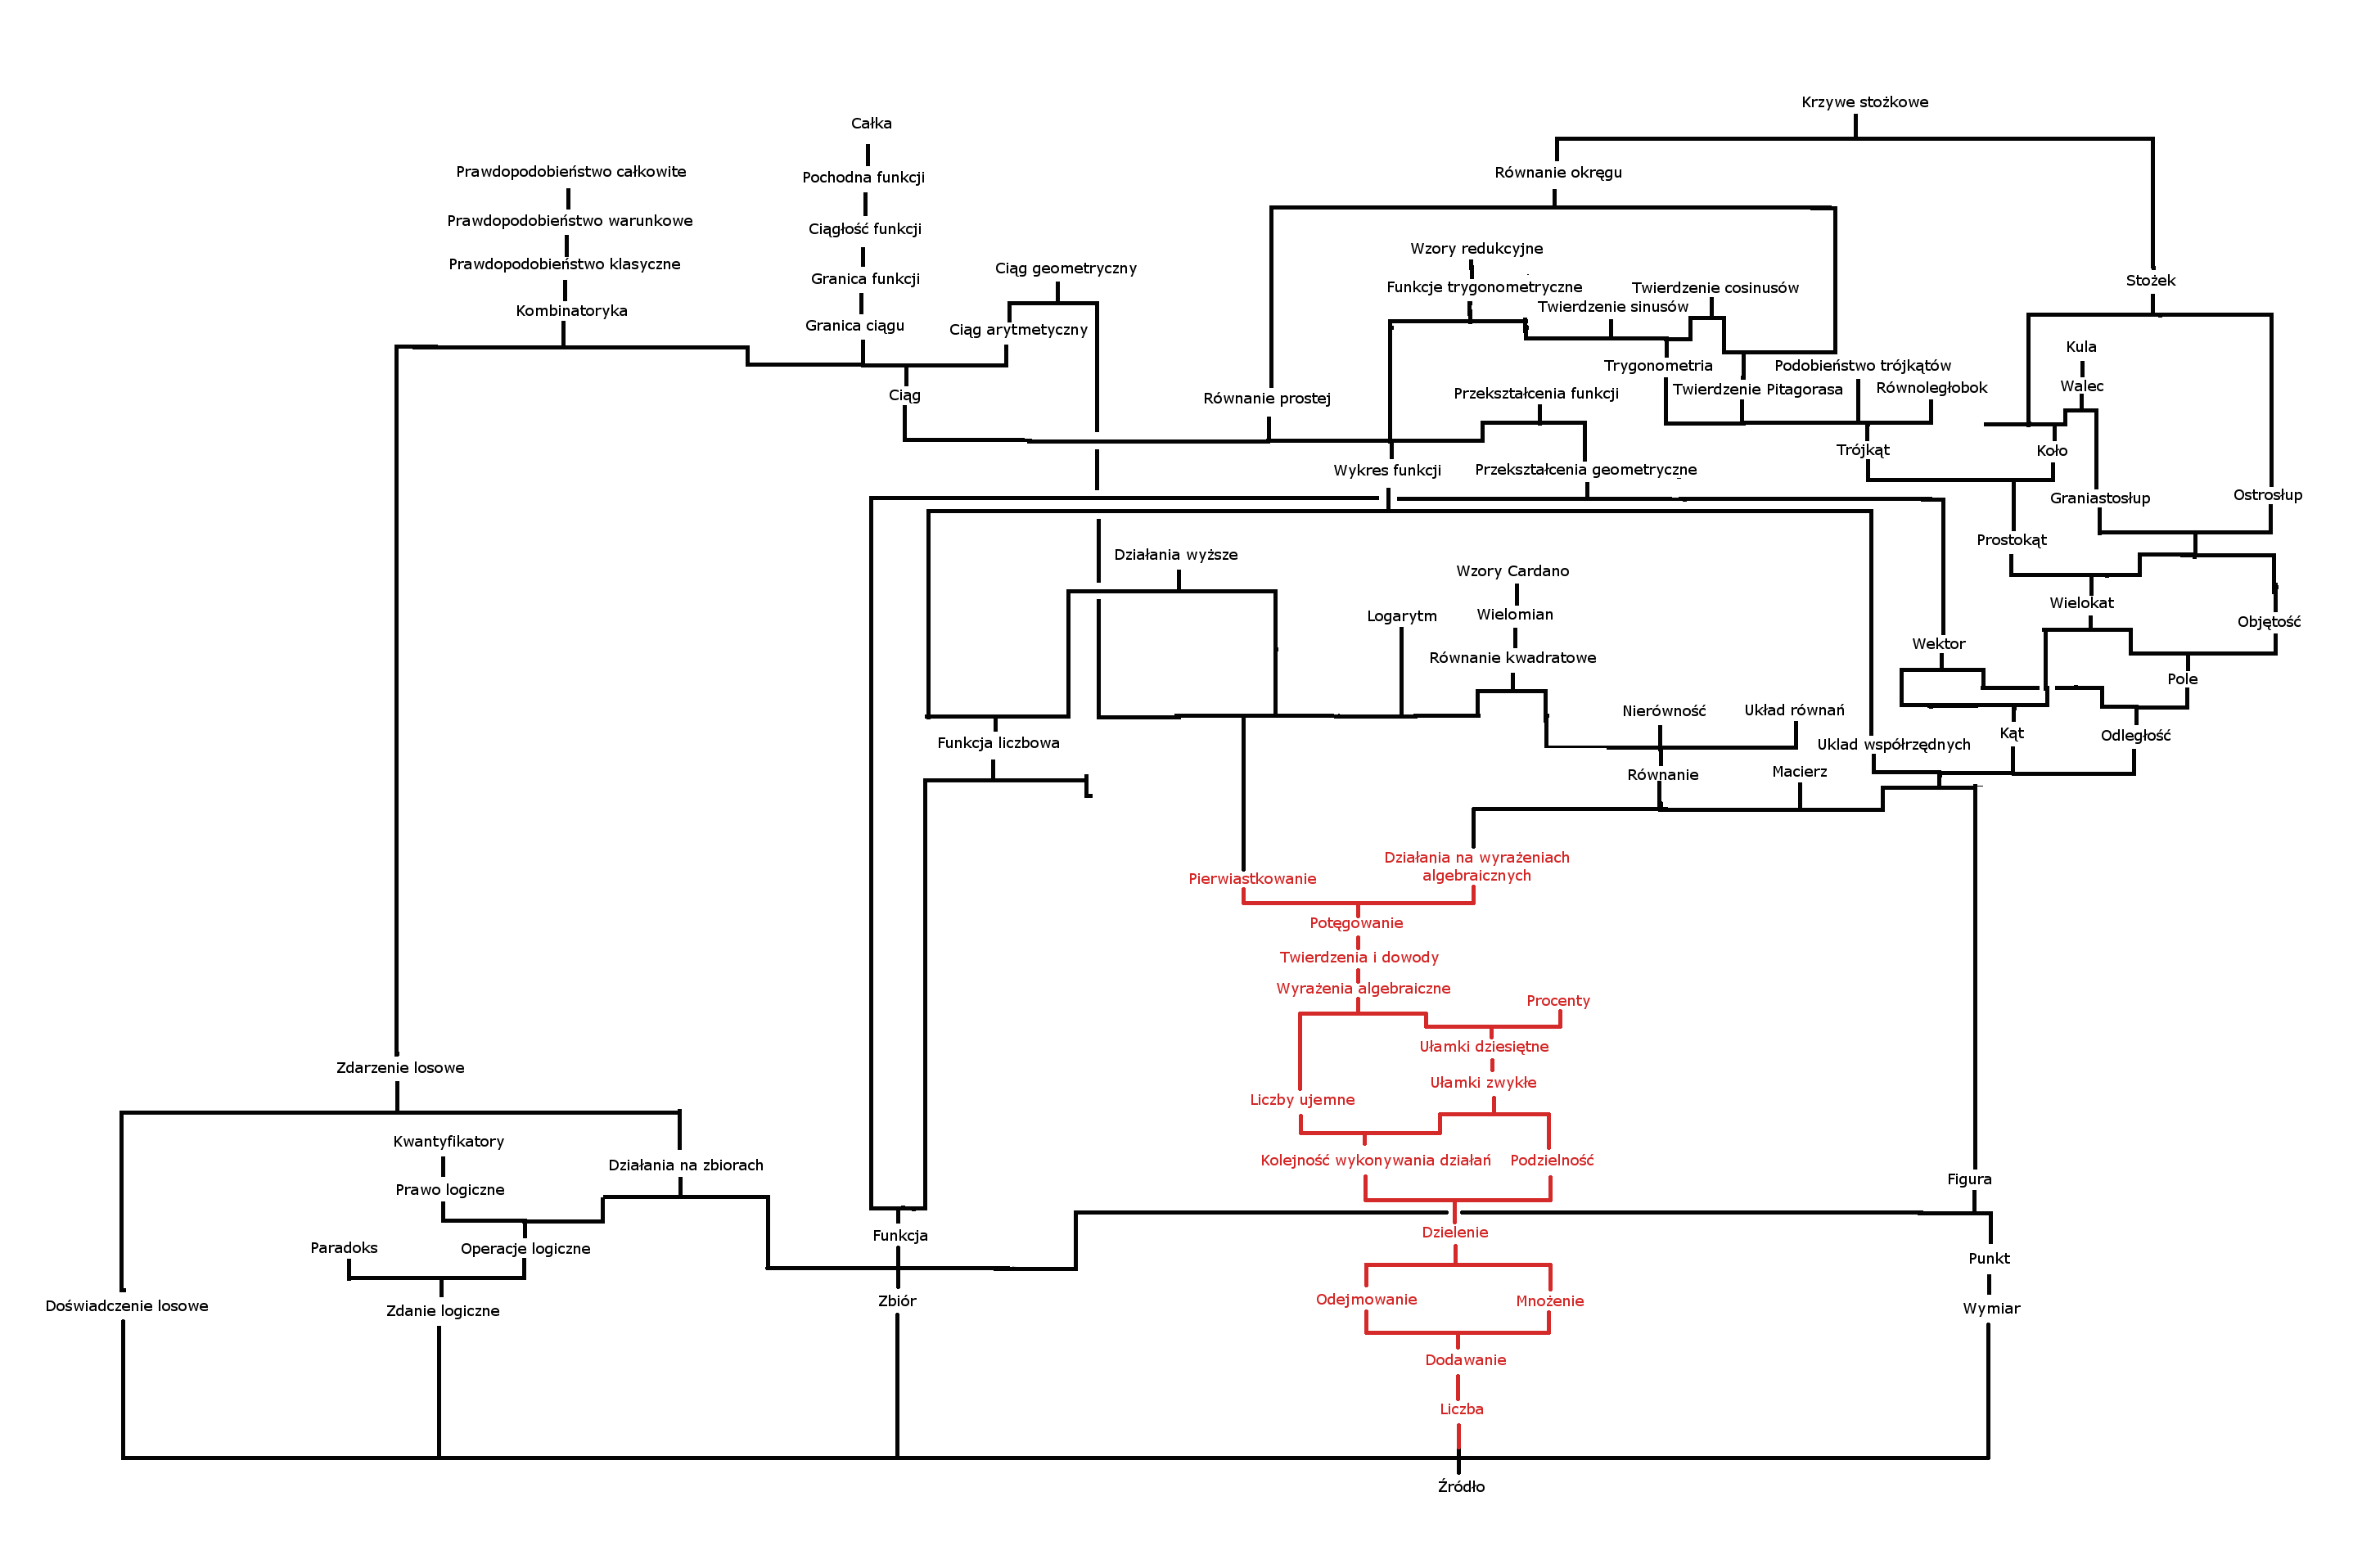 Krzywe stożkowe
Całka
Prawdopodobieństwo całkowite
Pochodna funkcji
Równanie okręgu
Prawdopodobieństwo warunkowe
Ciągłość funkcji
Wzory redukcyjne
Prawdopodobieństwo klasyczne
Ciąg geometryczny
Granica funkcji
Funkcje trygonometryczne
Twierdzenie cosinusów
Stożek
Kombinatoryka
Twierdzenie sinusów
Granica ciągu
Ciąg arytmetyczny
Kula
Trygonometria
Podobieństwo trójkątów
Twierdzenie Pitagorasa
Równoległobok
Walec
Ciąg
Równanie prostej
Przekształcenia funkcji
Trójkąt
Koło
Wykres funkcji
Przekształcenia geometryczne
Graniastosłup
Ostrosłup
Prostokąt
Działania wyższe
Wzory Cardano
Wielokat
Logarytm
Wielomian
Objętość
Wektor
Równanie kwadratowe
Pole
Nierówność
Układ równań
Funkcja liczbowa
Uklad współrzędnych
Kąt
Odległość
Równanie
Macierz
Działania na wyrażeniach
algebraicznych
Pierwiastkowanie
Potęgowanie
Twierdzenia i dowody
Wyrażenia algebraiczne
Procenty
Ułamki dziesiętne
Zdarzenie losowe
Ułamki zwykłe
Liczby ujemne
Kwantyfikatory
Działania na zbiorach
Kolejność wykonywania działań
Podzielność
Prawo logiczne
Figura
Funkcja
Dzielenie
Paradoks
Operacje logiczne
Punkt
Doświadczenie losowe
Zdanie logiczne
Zbiór
Odejmowanie
Mnożenie
Wymiar
Dodawanie
Liczba
Źródło